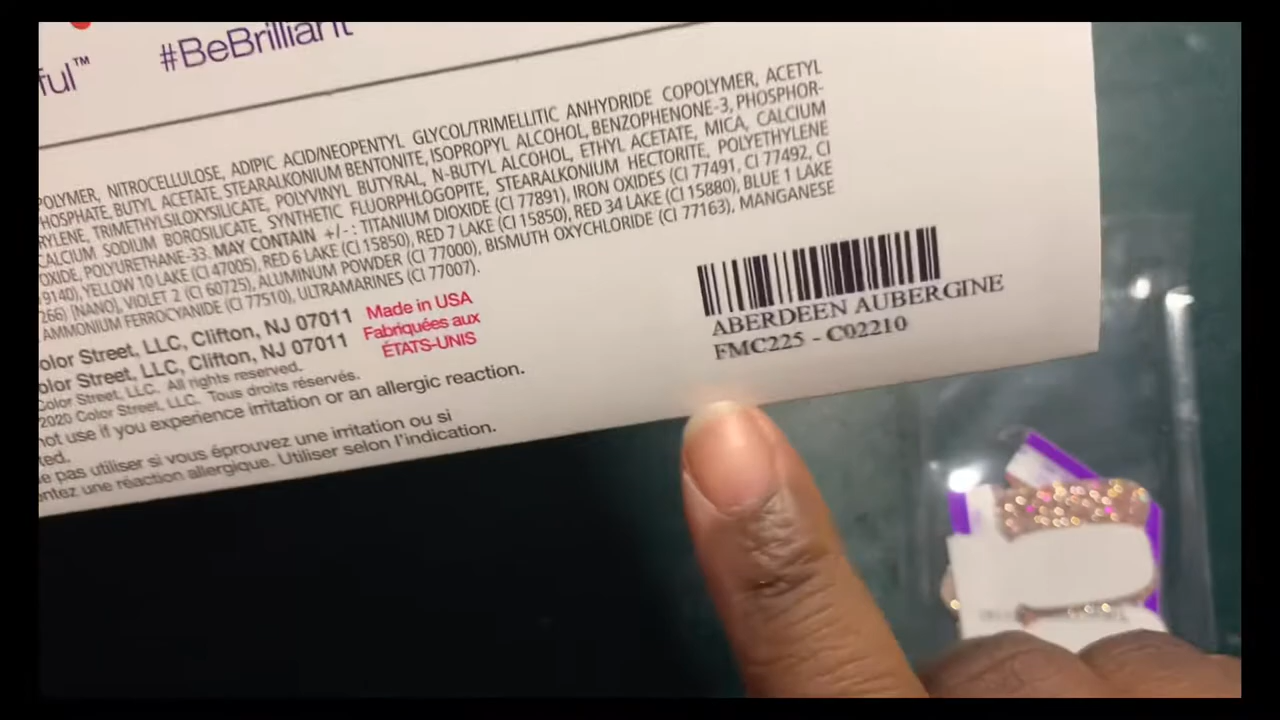 ful™ #BeBrilliant
POLYMER, NITROCELLULOSE, ADIPIC ACID/NEOPENTYL GLYCOL/TRIMELLITIC ANHYDRIDE COPOLYMER, ACETYL
HOSPHATE, BUTYL ACETATE, STEARALKONIUM BENTONITE, ISOPROPYL ALCOHOL, BENZOPHENONE-3, PHOSPHOR-
RYLENE, TRIMETHYLSILOXYSILICATE, POLYVINYL BUTYRAL, N-BUTYL ALCOHOL, ETHYL ACETATE, MICA, CALCIUM
CALCIUM SODIUM BOROSILICATE, SYNTHETIC FLUORPHLOGOPITE, STEARALKONIUM HECTORITE, POLYETHYLENE
OXIDE, POLYURETHANE-33. MAY CONTAIN +/-: TITANIUM DIOXIDE (CI 77891), IRON OXIDES (CI 77491, CI 77492, CI
9140), YELLOW 10 LAKE (CI 47005), RED 6 LAKE (CI 15850), RED 7 LAKE (CI 15850), RED 34 LAKE (CI 15880), BLUE 1 LAKE
266) [NANO], VIOLET 2 (CI 60725), ALUMINUM POWDER (CI 77000), BISMUTH OXYCHLORIDE (CI 77163), MANGANESE
AMMONIUM FERROCYANIDE (CI 77510), ULTRAMARINES (CI 77007).
olor Street, LLC, Clifton, NJ 07011
olor Street, LLC, Clifton, NJ 07011
Color Street, LLC. All rights reserved.
2020 Color Street, LLC. Tous droits réservés.
not use if you experience irritation or an allergic reaction.
ted.
e pas utiliser si vous éprouvez une irritation ou si
entez une réaction allergique. Utiliser selon l'indication.
Made in USA
Fabriquées aux
ÉTATS-UNIS
ABERDEEN AUBERGINE
FMC225 - C02210